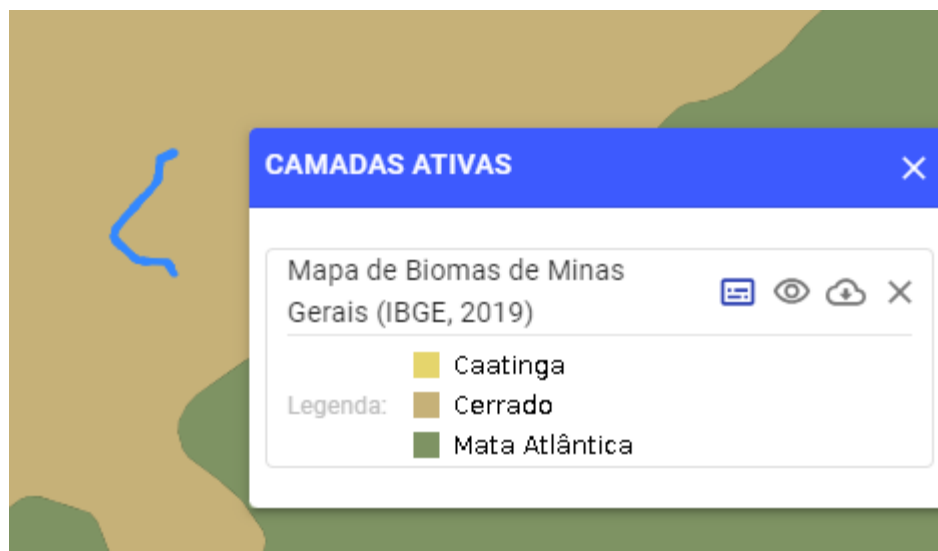 CAMADAS ATIVAS
Mapa de Biomas de Minas
Gerais (IBGE, 2019)
Legenda:
Caatinga
Cerrado
Mata Atlântica